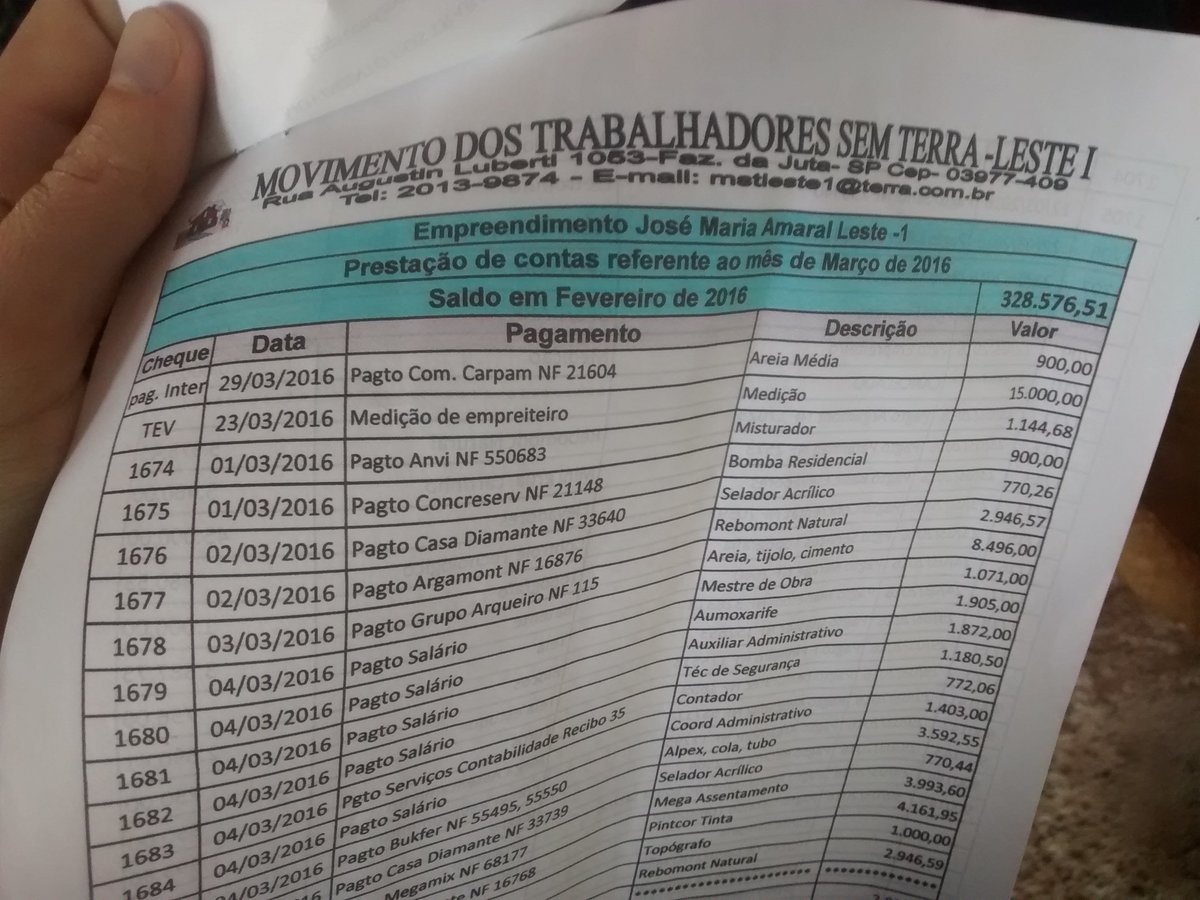 MOVIMENTO DOS TRABALHADORES SEM TERRA -LESTE I
Rua Augustin Luberti 1053-Faz. da Juta- SP Cep- 03977-409
Tel: 2013-9874 - E-mail: mstleste1@terra.com.br
Empreendimento José Maria Amaral Leste -1
Prestação de contas referente ao mês de Março de 2016
Saldo em Fevereiro de 2016 328.576,51
Cheque Data Pagamento Descrição Valor
pag. Inter 29/03/2016 Pagto Com. Carpam NF 21604 Areia Média 900,00
TEV 23/03/2016 Medição de empreiteiro Medição 15.000,00
1674 01/03/2016 Pagto Anvi NF 550683 Misturador 1.144,68
1675 01/03/2016 Pagto Concreserv NF 21148 Bomba Residencial 900,00
1676 02/03/2016 Pagto Casa Diamante NF 33640 Selador Acrílico 770,26
1677 02/03/2016 Pagto Argamont NF 16876 Rebomont Natural 2.946,57
1678 03/03/2016 Pagto Grupo Arqueiro NF 115 Areia, tijolo, cimento 8.496,00
1679 04/03/2016 Pagto Salário Mestre de Obra 1.071,00
1680 04/03/2016 Pagto Salário Aumoxarife 1.905,00
1681 04/03/2016 Pagto Salário Auxiliar Administrativo 1.872,00
1682 04/03/2016 Pagto Salário Téc de Segurança 1.180,50
1683 04/03/2016 Pgto Serviços Contabilidade Recibo 35 Contador 772,06
1684 04/03/2016 Pagto Salário Coord Administrativo 1.403,00
04/03/2016 Pagto Bukfer NF 55495, 55550 Alpex, cola, tubo 3.592,55
Pagto Casa Diamante NF 33739 Selador Acrílico 770,44
Megamix NF 68177 Mega Assentamento 3.993,60
NF 16768 Pintcor Tinta 4.161,95
Topógrafo 1.000,00
Rebomont Natural 2.946,59